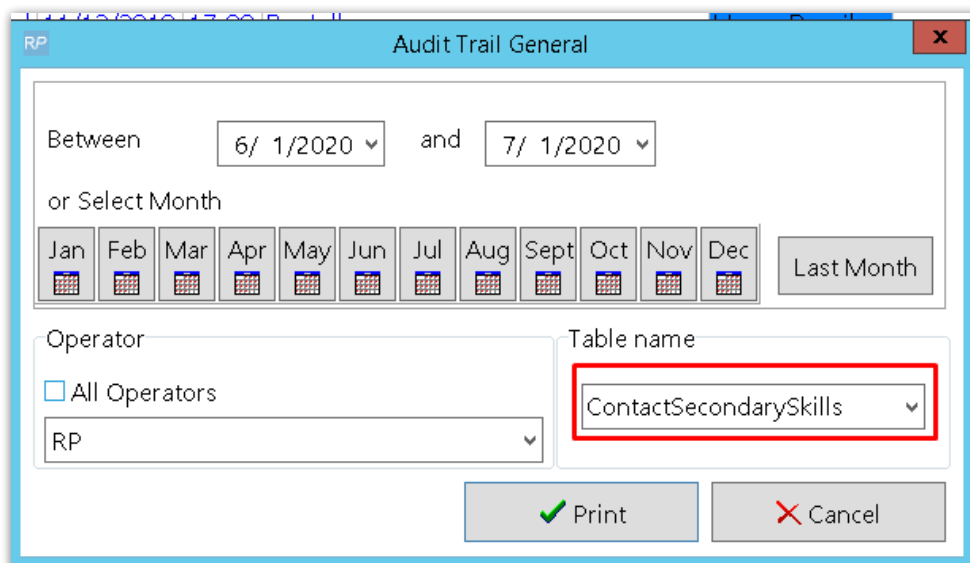 RP Audit Trail General x
Between 6/ 1/2020 and 7/ 1/2020
or Select Month
Jan Feb Mar Apr May Jun Jul Aug Sept Oct Nov Dec Last Month
Operator Table name
All Operators
ContactSecondarySkills
RP
Print Cancel